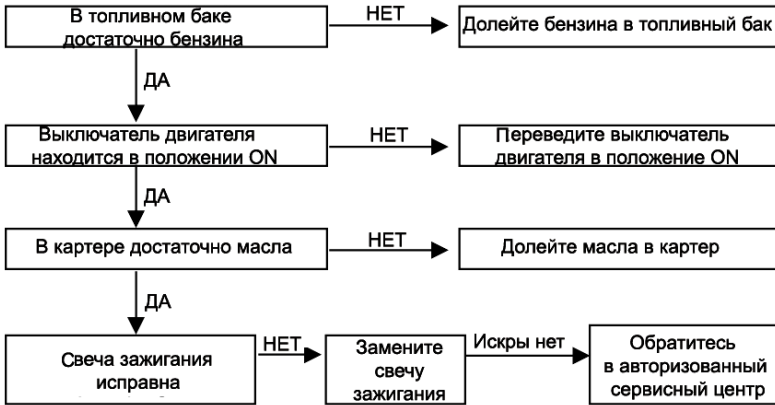 В топливном баке
достаточно бензина
НЕТ
Долейте бензина в топливный бак
ДА
Выключатель двигателя
находится в положении ON
НЕТ
Переведите выключатель
двигателя в положение ON
ДА
В картере достаточно масла
НЕТ
Долейте масла в картер
ДА
Свеча зажигания
исправна
НЕТ
Замените
свечу
зажигания
Искры нет
Обратитесь
в авторизованный
сервисный центр